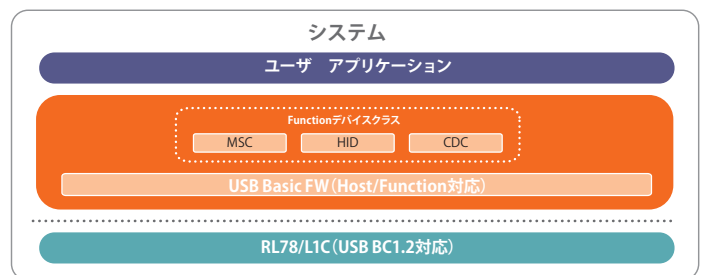 システム
ユーザ　アプリケーション
Functionデバイスクラス
MSC HID CDC
USB Basic FW(Host/Function対応)
RL78/L1C(USB BC1.2対応)